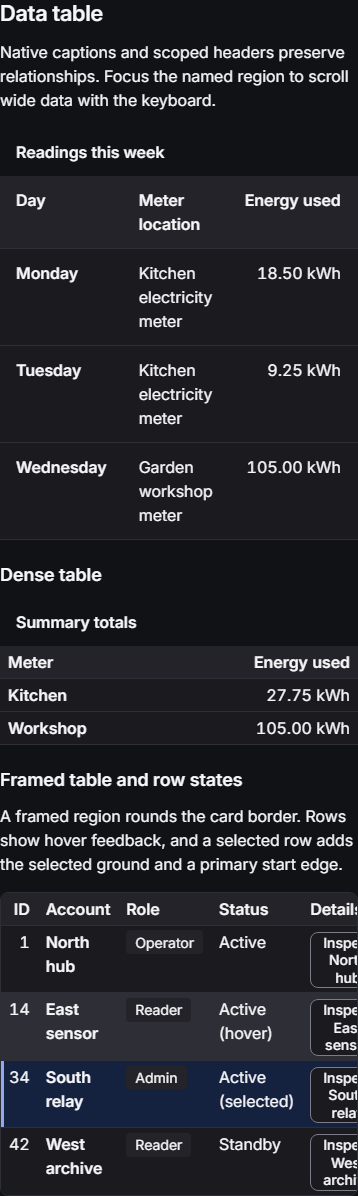 Data table
Native captions and scoped headers preserve
relationships. Focus the named region to scroll
wide data with the keyboard.
Readings this week
Day Meter location Energy used
Monday Kitchen electricity meter 18.50 kWh
Tuesday Kitchen electricity meter 9.25 kWh
Wednesday Garden workshop meter 105.00 kWh
Dense table
Summary totals
Meter Energy used
Kitchen 27.75 kWh
Workshop 105.00 kWh
Framed table and row states
A framed region rounds the card border. Rows
show hover feedback, and a selected row adds
the selected ground and a primary start edge.
ID Account Role Status
1 North hub Operator Active
14 East sensor Reader Active (hover)
34 South relay Admin Active (selected)
42 West archive Reader Standby